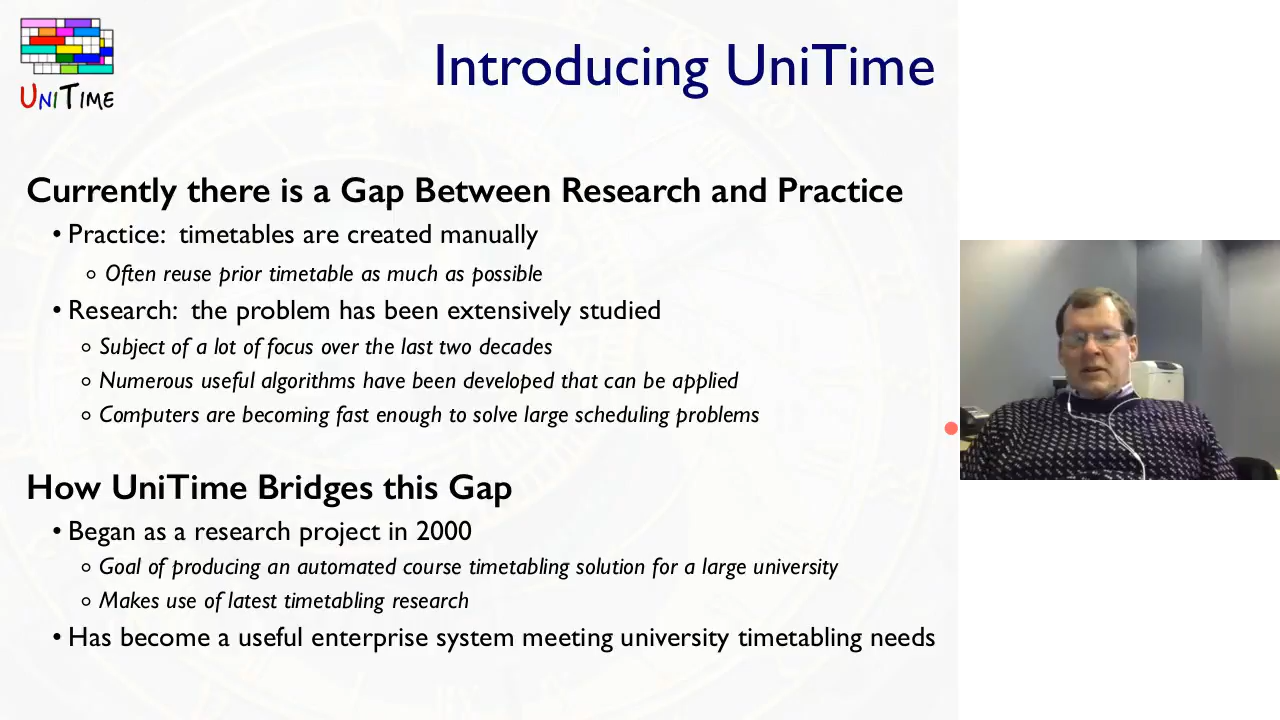 UNITIME
Introducing UniTime
Currently there is a Gap Between Research and Practice
• Practice: timetables are created manually
◦ Often reuse prior timetable as much as possible
• Research: the problem has been extensively studied
◦ Subject of a lot of focus over the last two decades
◦ Numerous useful algorithms have been developed that can be applied
◦ Computers are becoming fast enough to solve large scheduling problems
How UniTime Bridges this Gap
• Began as a research project in 2000
◦ Goal of producing an automated course timetabling solution for a large university
◦ Makes use of latest timetabling research
• Has become a useful enterprise system meeting university timetabling needs